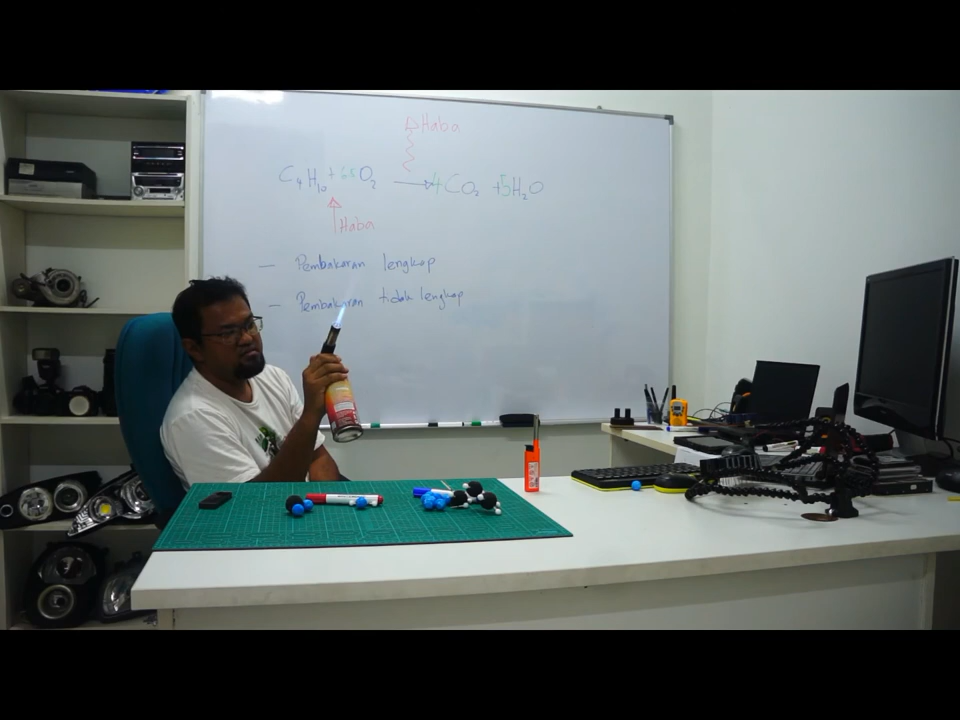 Haba
C₄H₁₀ + 6.5O₂ → 4CO₂ + 5H₂O
Haba
— Pembakaran lengkap
— Pembakaran tidak lengkap